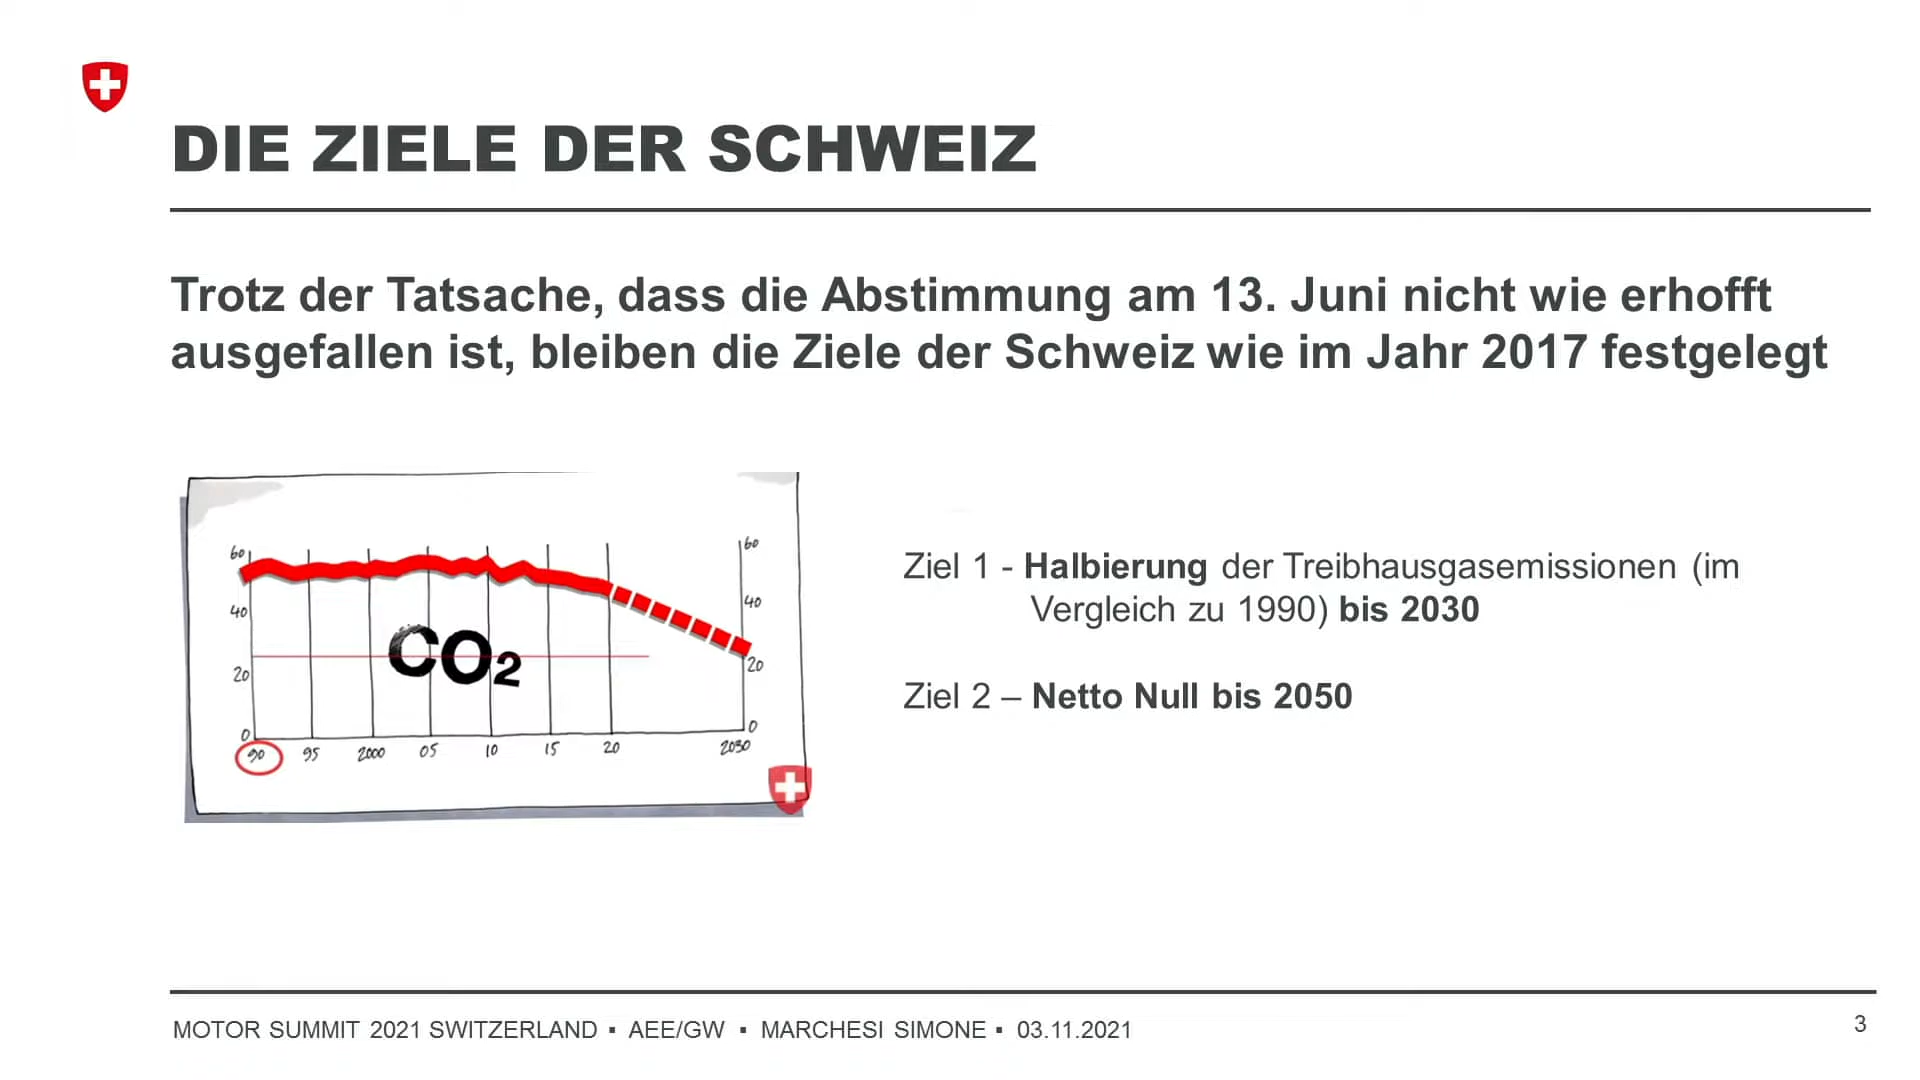 DIE ZIELE DER SCHWEIZ
Trotz der Tatsache, dass die Abstimmung am 13. Juni nicht wie erhofft
ausgefallen ist, bleiben die Ziele der Schweiz wie im Jahr 2017 festgelegt
60
40
20
0
60
40
20
0
CO2
90 95 2000 05 10 15 20 2030
Ziel 1 - Halbierung der Treibhausgasemissionen (im
Vergleich zu 1990) bis 2030
Ziel 2 – Netto Null bis 2050
MOTOR SUMMIT 2021 SWITZERLAND ▪ AEE/GW ▪ MARCHESI SIMONE ▪ 03.11.2021
3